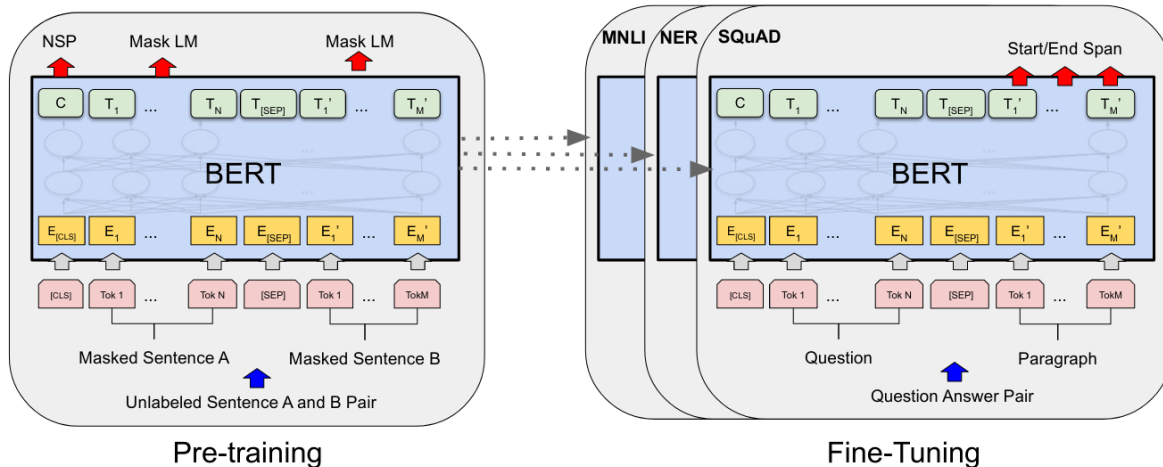 NSP Mask LM Mask LM
C T1 ... TN T[SEP] T1' ... TM'
...
BERT
...
E[CLS] E1 ... EN E[SEP] E1' ... EM'
[CLS] Tok 1 ... Tok N [SEP] Tok 1 ... TokM
Masked Sentence A Masked Sentence B
Unlabeled Sentence A and B Pair
Pre-training
MNLI NER SQuAD
Start/End Span
C T1 ... TN T[SEP] T1' ... TM'
...
BERT
...
E[CLS] E1 ... EN E[SEP] E1' ... EM'
[CLS] Tok 1 ... Tok N [SEP] Tok 1 ... TokM
Question Paragraph
Question Answer Pair
Fine-Tuning